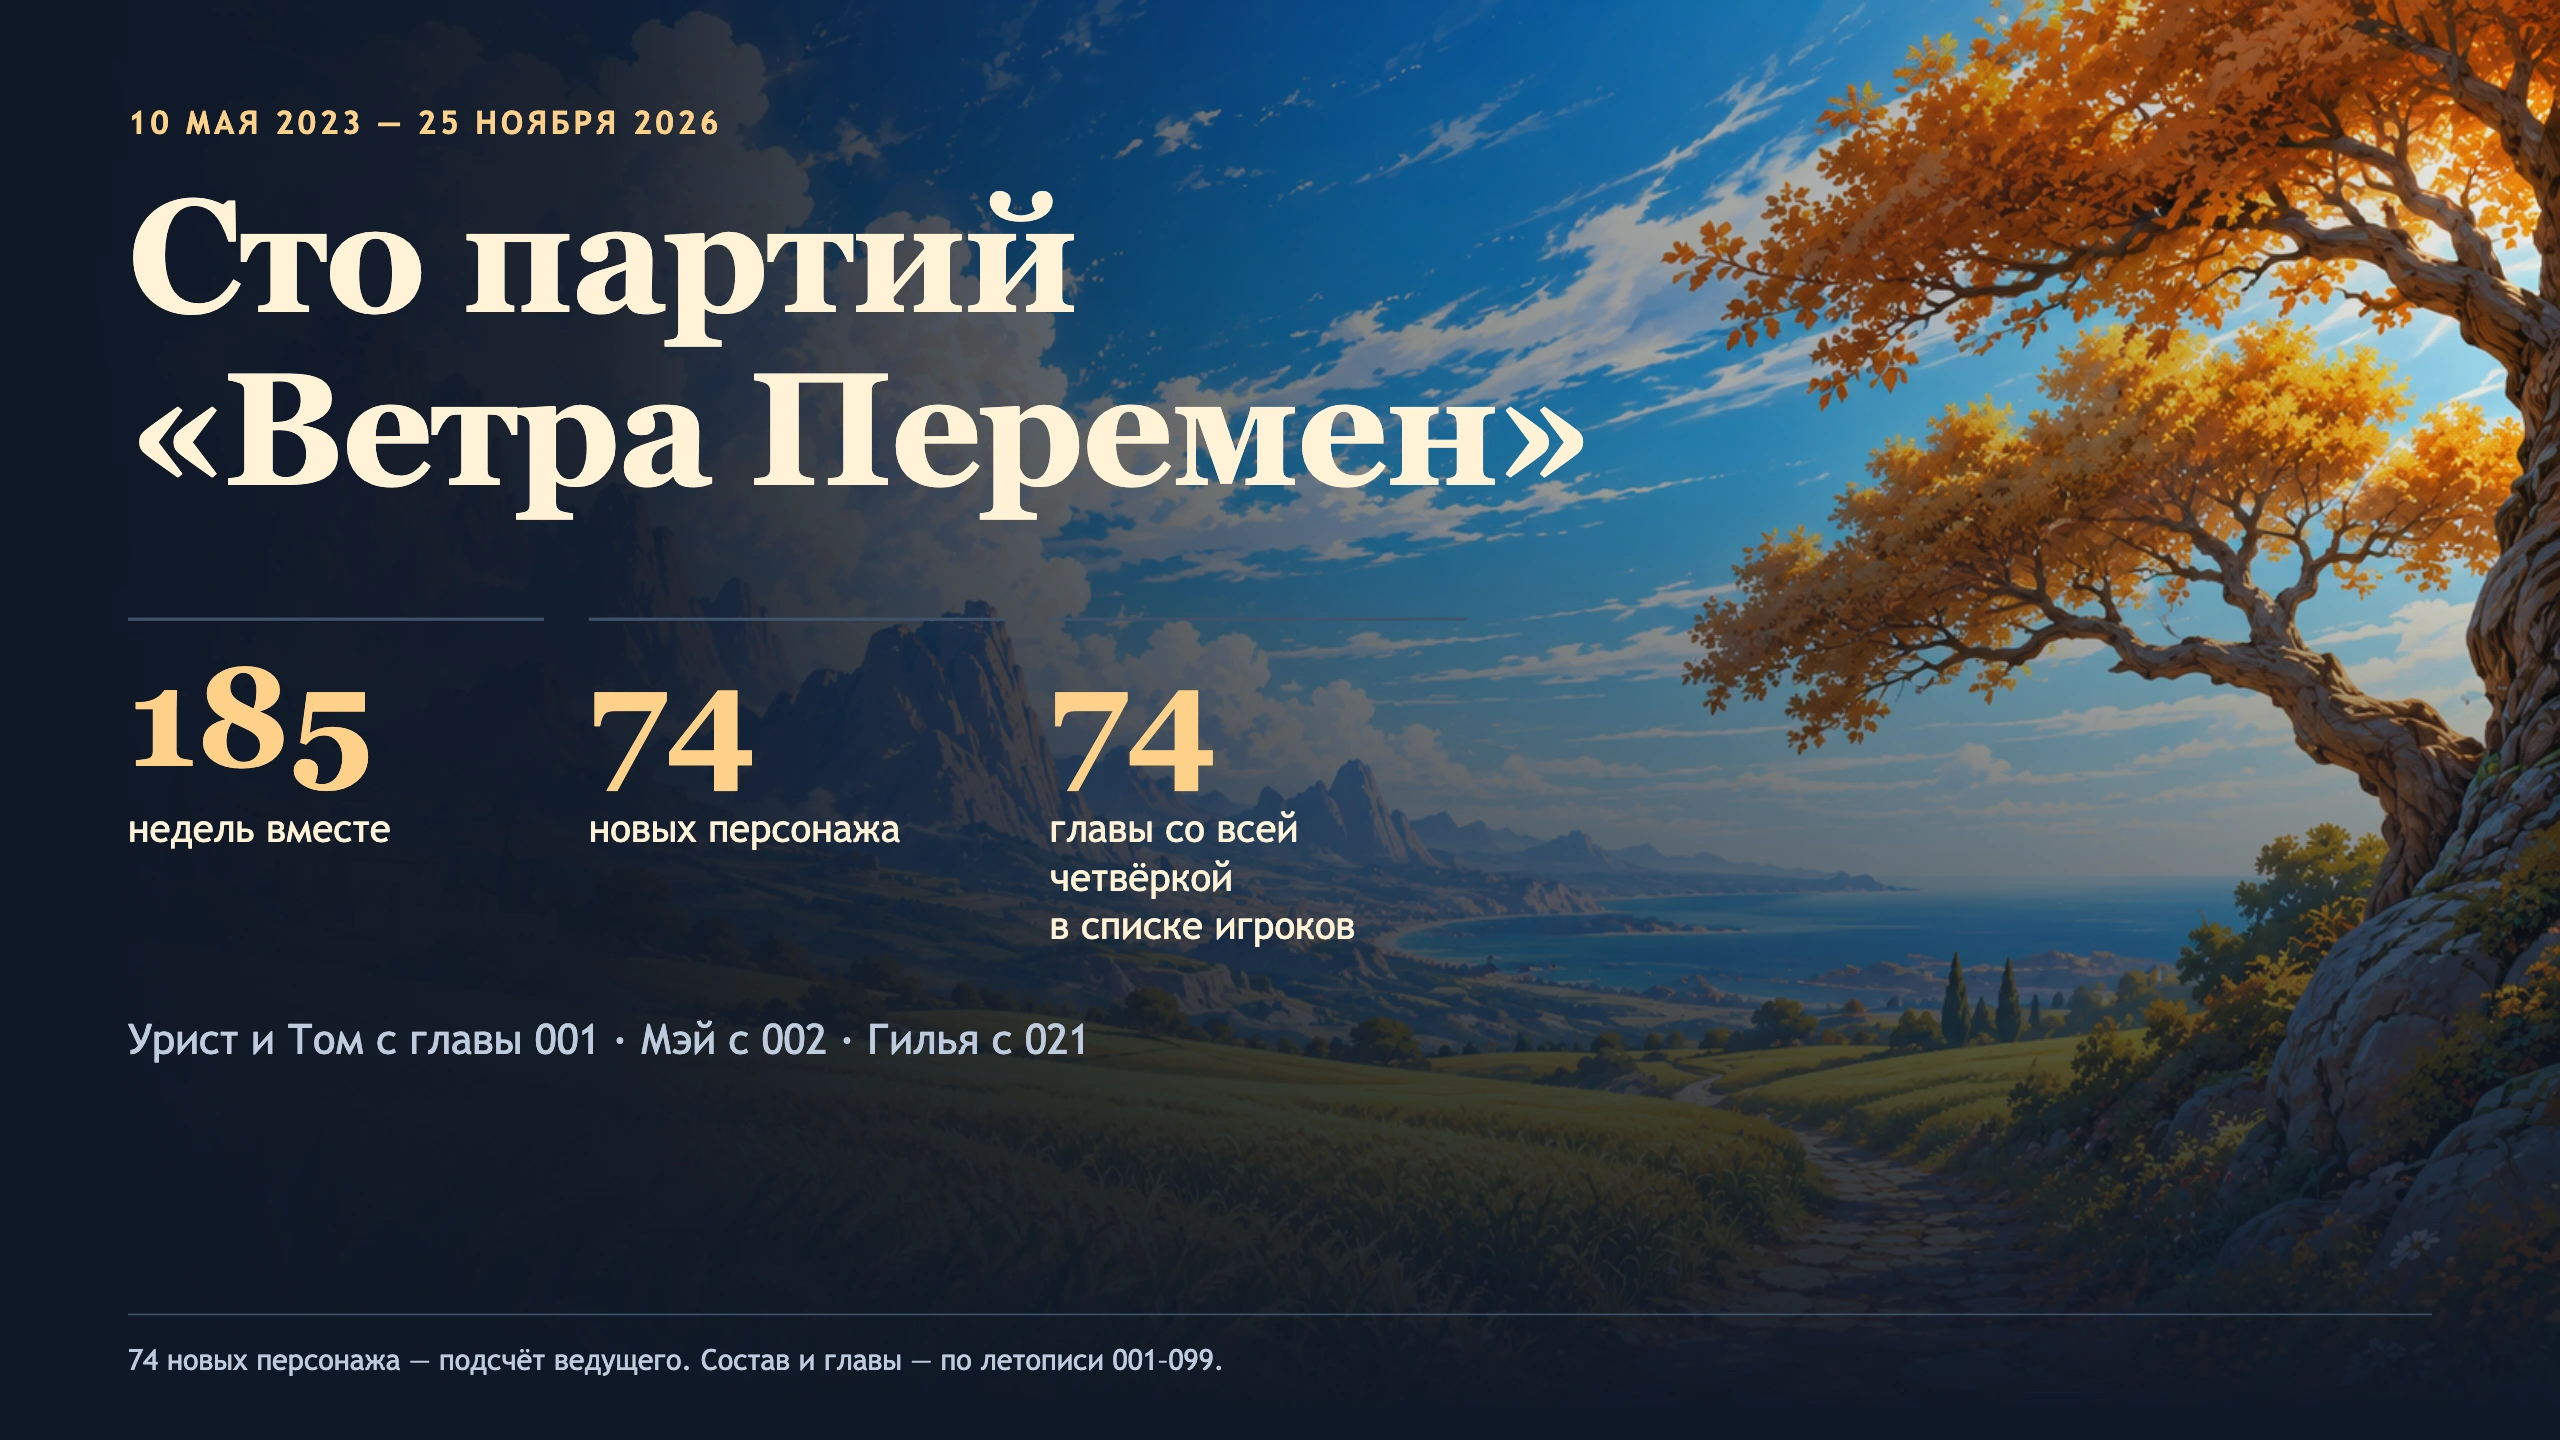 10 МАЯ 2023 — 25 НОЯБРЯ 2026
Сто партий
«Ветра Перемен»
185
недель вместе
74
новых персонажа
74
главы со всей
четвёркой
в списке игроков
Урист и Том с главы 001 · Мэй с 002 · Гилья с 021
74 новых персонажа — подсчёт ведущего. Состав и главы — по летописи 001–099.